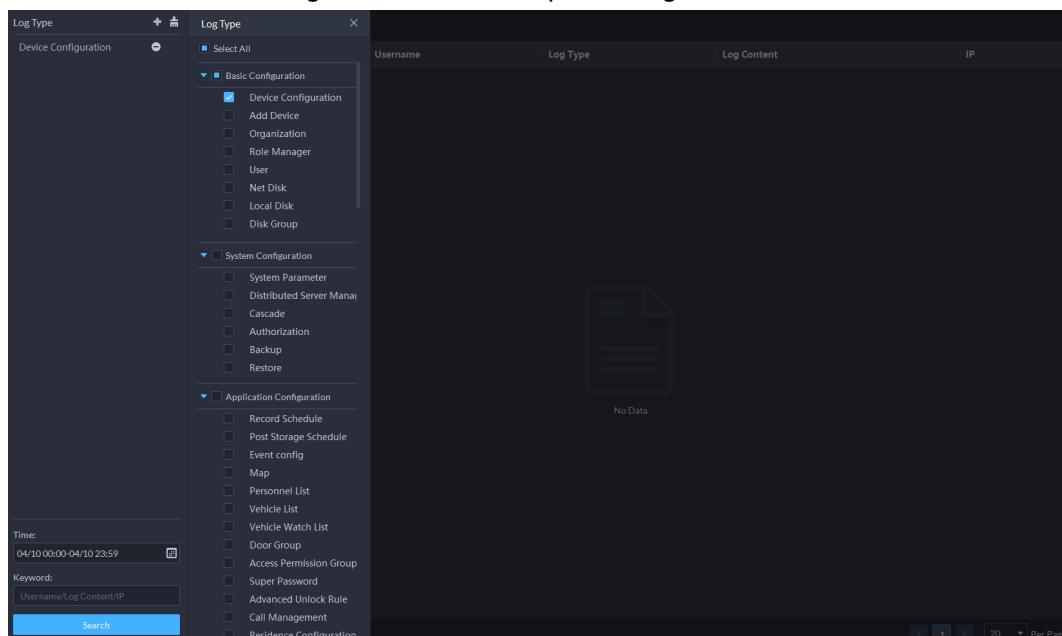 Log Type
Device Configuration
Log Type
Select All
Basic Configuration
Device Configuration
Add Device
Organization
Role Manager
User
Net Disk
Local Disk
Disk Group
System Configuration
System Parameter
Distributed Server Manag
Cascade
Authorization
Backup
Restore
Application Configuration
Record Schedule
Post Storage Schedule
Event config
Map
Personnel List
Vehicle List
Vehicle Watch List
Door Group
Access Permission Group
Super Password
Advanced Unlock Rule
Call Management
Residence Configuration
Username Log Type Log Content IP
No Data
Time:
04/10 00:00-04/10 23:59
Keyword:
Username/Log Content/IP
Search
1 20 Per Pag